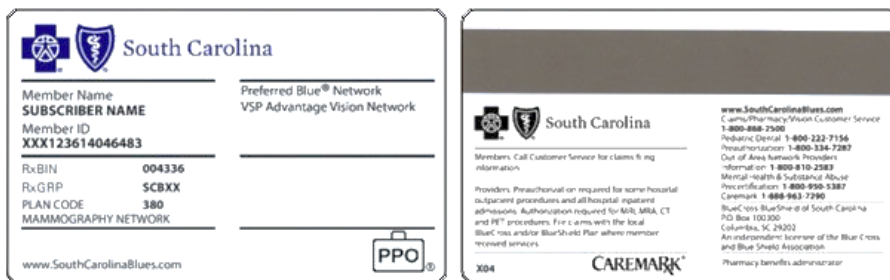 South Carolina
Member Name
SUBSCRIBER NAME
Member ID
XXX123614046483
Preferred Blue® Network
VSP Advantage Vision Network
RxBIN 004336
RxGRP SCBXX
PLAN CODE 380
MAMMOGRAPHY NETWORK
www.SouthCarolinaBlues.com
PPO®
South Carolina
Members: Call Customer Service for claims filing
information
Providers: Preauthorization required for some hospital
outpatient procedures and all hospital inpatient
admissions. Authorization required for MRI, MRA, CT
and PET procedures. File claims with the local
BlueCross and/or BlueShield Plan where member
received services.
X04
CAREMARK
www.SouthCarolinaBlues.com
Claims/Pharmacy/Vision Customer Service
1-800-868-2500
Pediatric Dental 1-800-222-7156
Preauthorization 1-800-334-7287
Out of Area Network Providers
information 1-800-810-2583
Mental Health & Substance Abuse
Precertification 1-800-950-5387
Caremark 1-888-963-7290
BlueCross BlueShield of South Carolina
P.O. Box 100300
Columbia, SC 29202
An independent licensee of the Blue Cross
and Blue Shield Association
Pharmacy benefits administrator